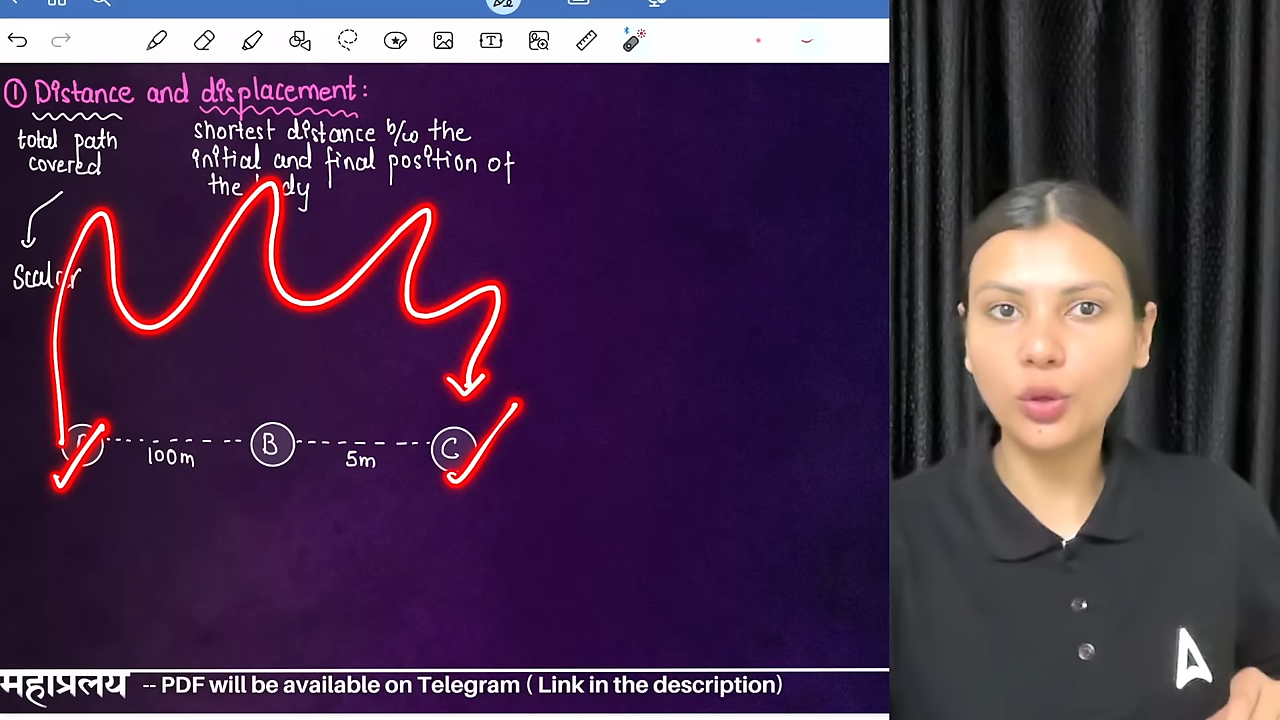 ① Distance and displacement:
total path
covered
shortest distance b/w the
initial and final position of
the body
Scalar
B
C
100m
5m
महाप्रलय -- PDF will be available on Telegram ( Link in the description)